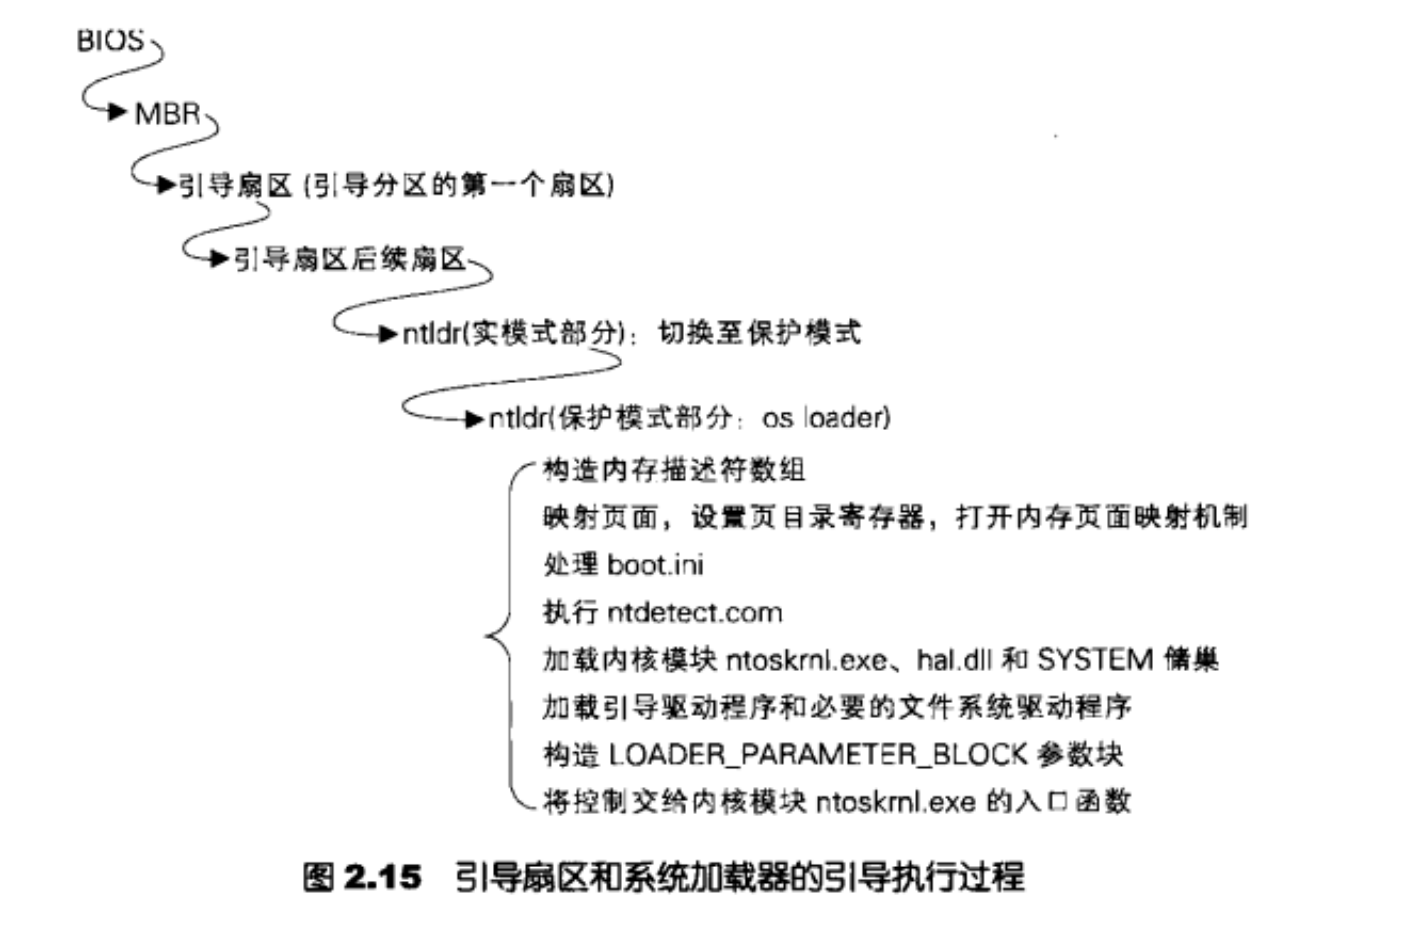 BIOS
MBR
引导扇区 (引导分区的第一个扇区)
引导扇区后续扇区
ntldr(实模式部分)：切换至保护模式
ntldr(保护模式部分：os loader)
构造内存描述符数组
映射页面，设置页目录寄存器，打开内存页面映射机制
处理 boot.ini
执行 ntdetect.com
加载内核模块 ntoskrnl.exe、hal.dll 和 SYSTEM 储巢
加载引导驱动程序和必要的文件系统驱动程序
构造 LOADER_PARAMETER_BLOCK 参数块
将控制交给内核模块 ntoskrnl.exe 的入口函数
图 2.15 引导扇区和系统加载器的引导执行过程